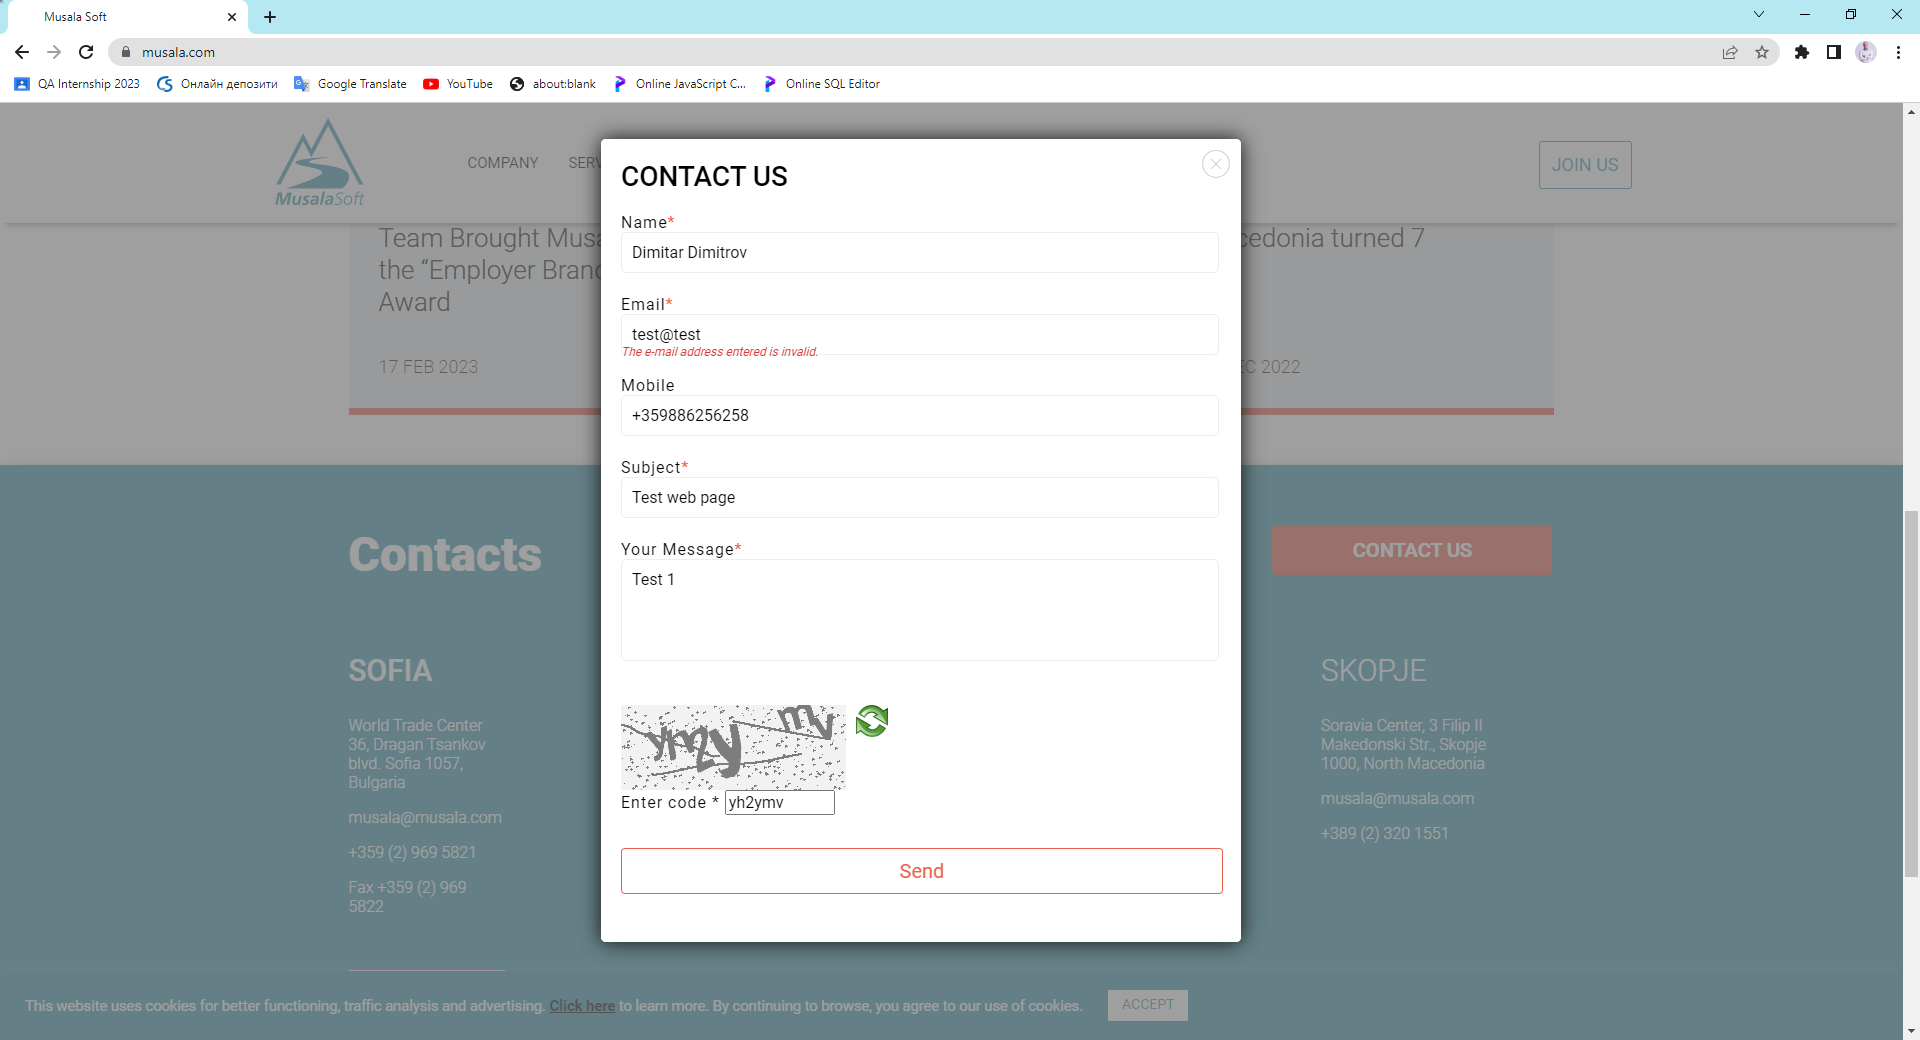 Musala Soft
musala.com
QA Internship 2023
Онлайн депозити
Google Translate
YouTube
about:blank
Online JavaScript C...
Online SQL Editor
MusalaSoft
COMPANY
SERV
JOIN US
Team Brought Musa
the “Employer Brand
Award
17 FEB 2023
cedonia turned 7
EC 2022
CONTACT US
Name*
Dimitar Dimitrov
Email*
test@test
The e-mail address entered is invalid.
Mobile
+359886256258
Subject*
Test web page
Your Message*
Test 1
yh2ymv
Enter code * yh2ymv
Send
Contacts
CONTACT US
SOFIA
World Trade Center
36, Dragan Tsankov
blvd. Sofia 1057,
Bulgaria
musala@musala.com
+359 (2) 969 5821
Fax +359 (2) 969
5822
SKOPJE
Soravia Center, 3 Filip II
Makedonski Str., Skopje
1000, North Macedonia
musala@musala.com
+389 (2) 320 1551
This website uses cookies for better functioning, traffic analysis and advertising. Click here to learn more. By continuing to browse, you agree to our use of cookies.
ACCEPT